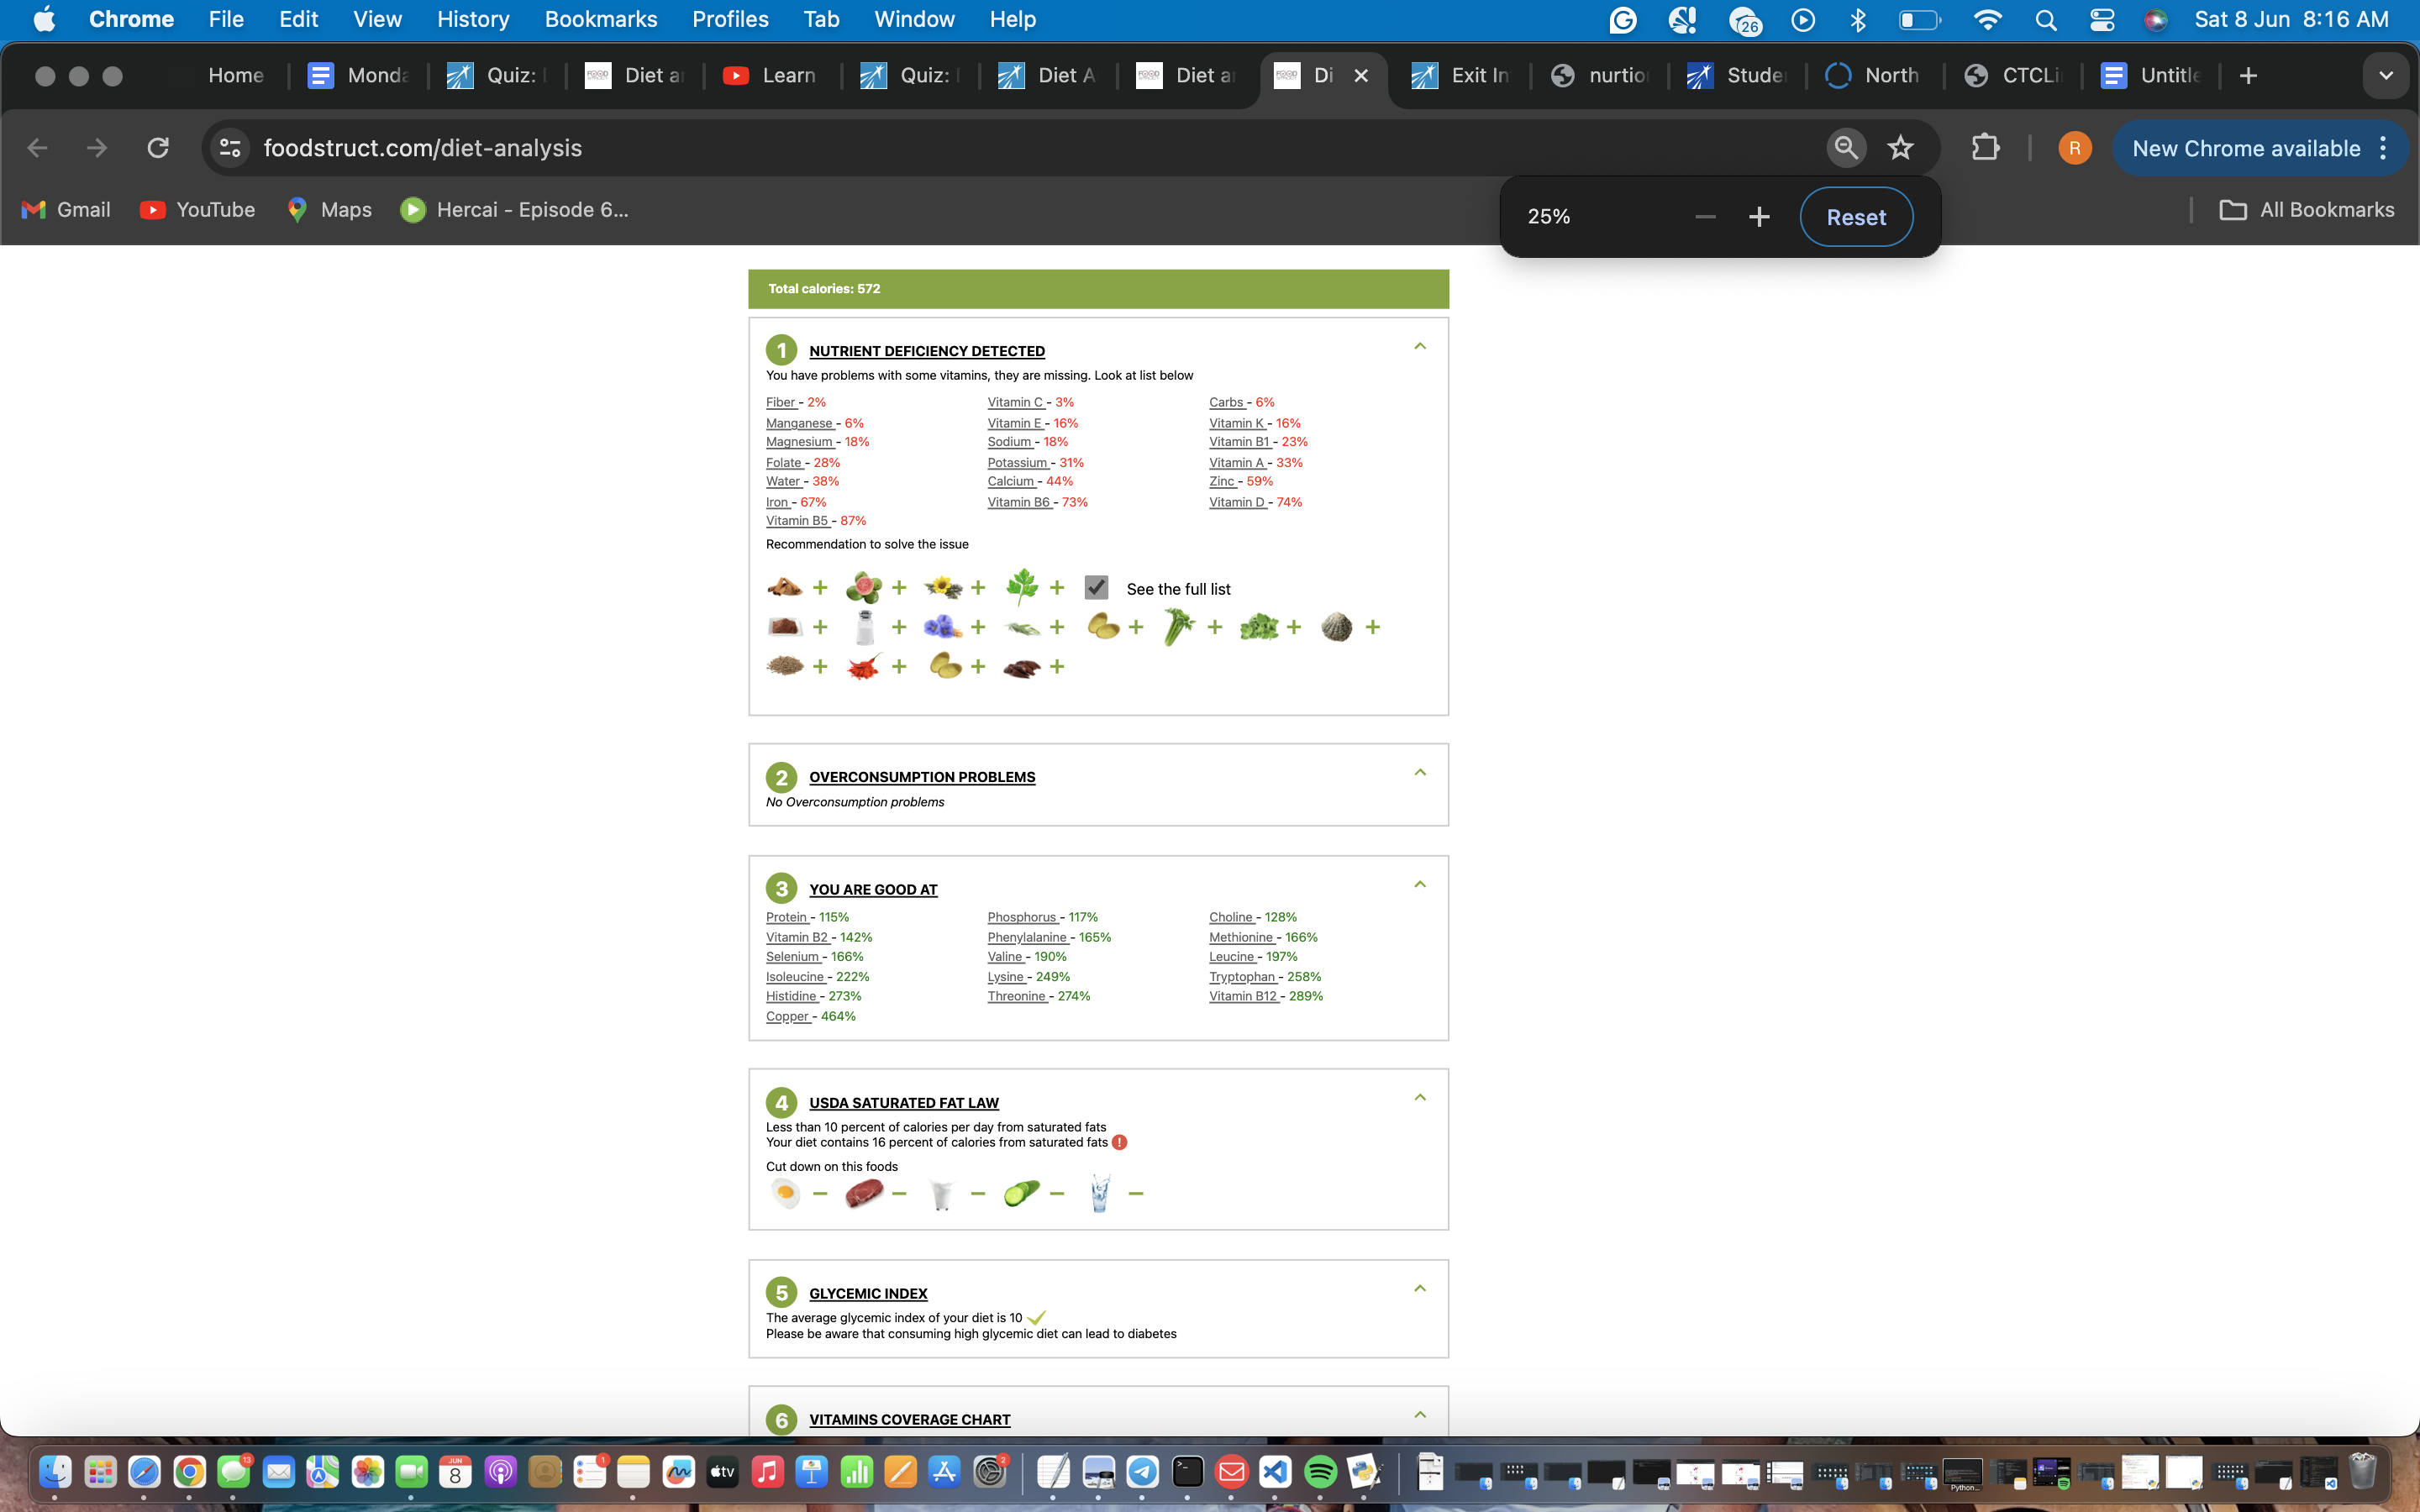 Chrome File Edit View History Bookmarks Profiles Tab Window Help 26 Sat 8 Jun 8:16 AM
Home Monda Quiz: Diet a Learn Quiz: Diet A Diet a Di Exit In nurtio Studer North CTCLi Untitle
foodstruct.com/diet-analysis R New Chrome available
Gmail YouTube Maps Hercai - Episode 6... All Bookmarks
25% Reset
Total calories: 572
1 NUTRIENT DEFICIENCY DETECTED
You have problems with some vitamins, they are missing. Look at list below
Fiber - 2% Vitamin C - 3% Carbs - 6%
Manganese - 6% Vitamin E - 16% Vitamin K - 16%
Magnesium - 18% Sodium - 18% Vitamin B1 - 23%
Folate - 28% Potassium - 31% Vitamin A - 33%
Water - 38% Calcium - 44% Zinc - 59%
Iron - 67% Vitamin B6 - 73% Vitamin D - 74%
Vitamin B5 - 87%
Recommendation to solve the issue
+ + + + See the full list
+ + + + + + + +
+ + + +
2 OVERCONSUMPTION PROBLEMS
No Overconsumption problems
3 YOU ARE GOOD AT
Protein - 115% Phosphorus - 117% Choline - 128%
Vitamin B2 - 142% Phenylalanine - 165% Methionine - 166%
Selenium - 166% Valine - 190% Leucine - 197%
Isoleucine - 222% Lysine - 249% Tryptophan - 258%
Histidine - 273% Threonine - 274% Vitamin B12 - 289%
Copper - 464%
4 USDA SATURATED FAT LAW
Less than 10 percent of calories per day from saturated fats
Your diet contains 16 percent of calories from saturated fats !
Cut down on this foods
5 GLYCEMIC INDEX
The average glycemic index of your diet is 10
Please be aware that consuming high glycemic diet can lead to diabetes
6 VITAMINS COVERAGE CHART
13 JUN 8 1 tv 2 Python...